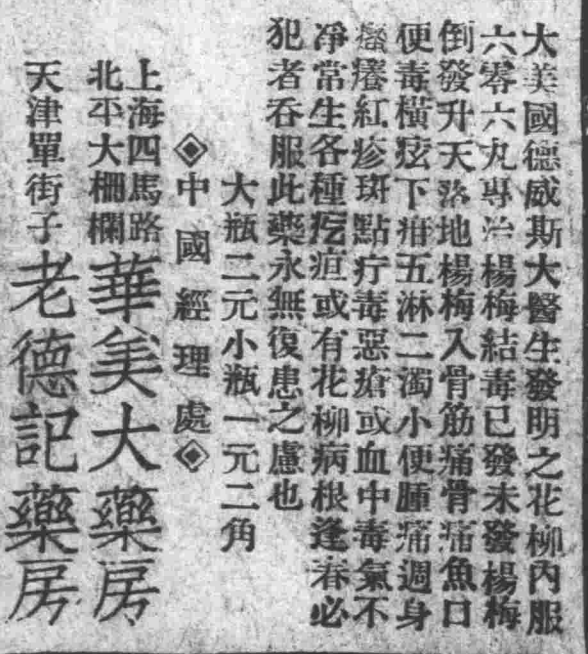 大美國德威斯大醫生發明之花柳內服
六零六丸專治楊梅結毒已發未發楊梅
倒發升天落地楊梅入骨筋痛骨痛魚口
便毒橫痃下疳五淋二濁小便腫痛週身
癢紅疹斑點疔毒惡瘡或血中毒氣不
凈常生各種疙疸或有花柳病根逢春必
犯者吞服此藥永無復患之慮也
大瓶二元小瓶一元二角
中國經理處
上海四馬路
北平大柵欄
華美大藥房
天津單街子
老德記藥房